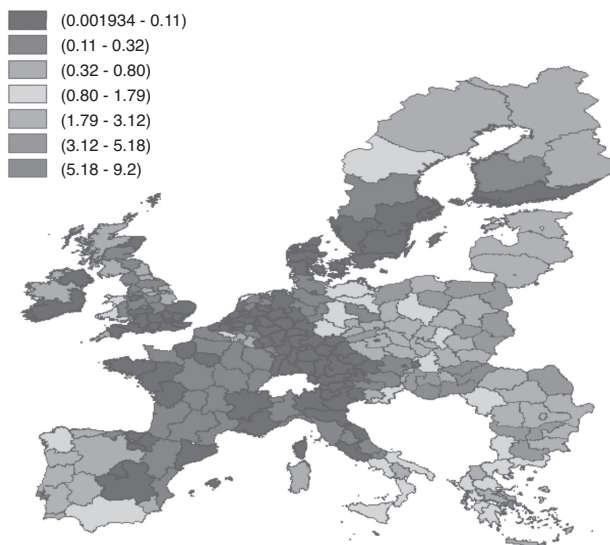 (0.001934 - 0.11)
(0.11 - 0.32)
(0.32 - 0.80)
(0.80 - 1.79)
(1.79 - 3.12)
(3.12 - 5.18)
(5.18 - 9.2)